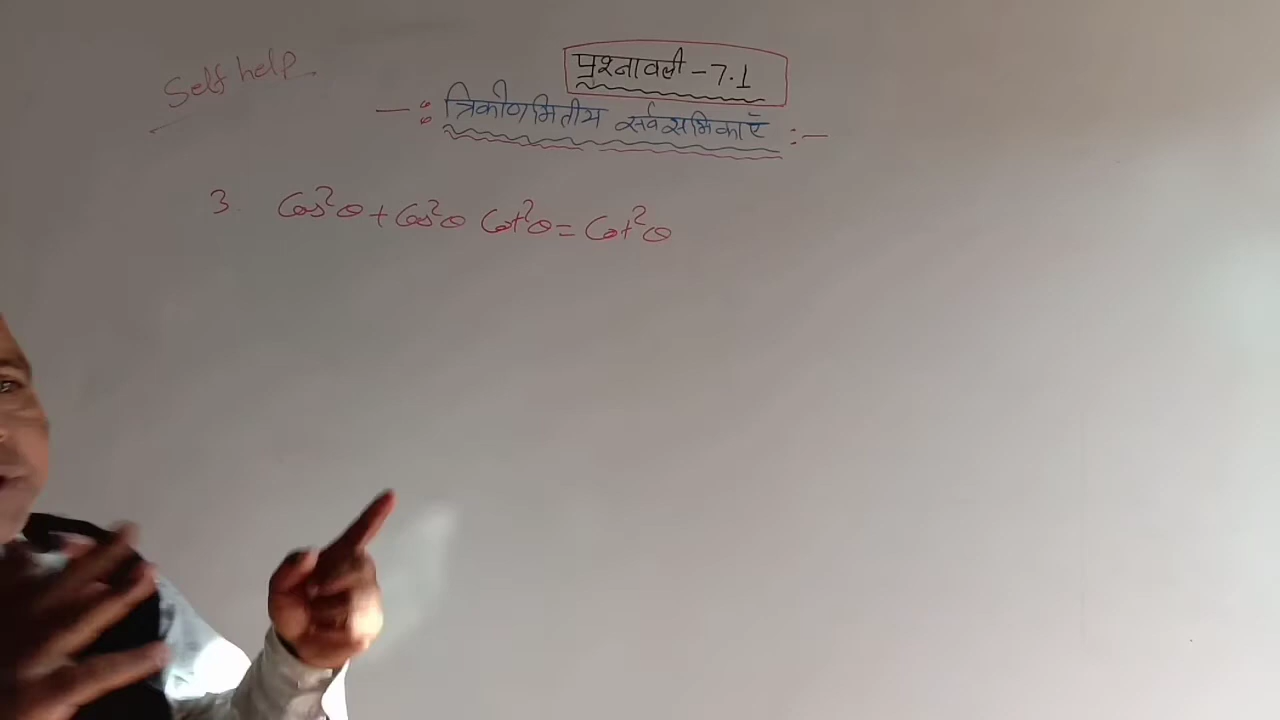 Self help
प्रश्नावली - 7.1
-: त्रिकोणमितीय सर्वसमिकाएँ :-
3. Cos²θ + Cos²θ Cot²θ = Cot²θ